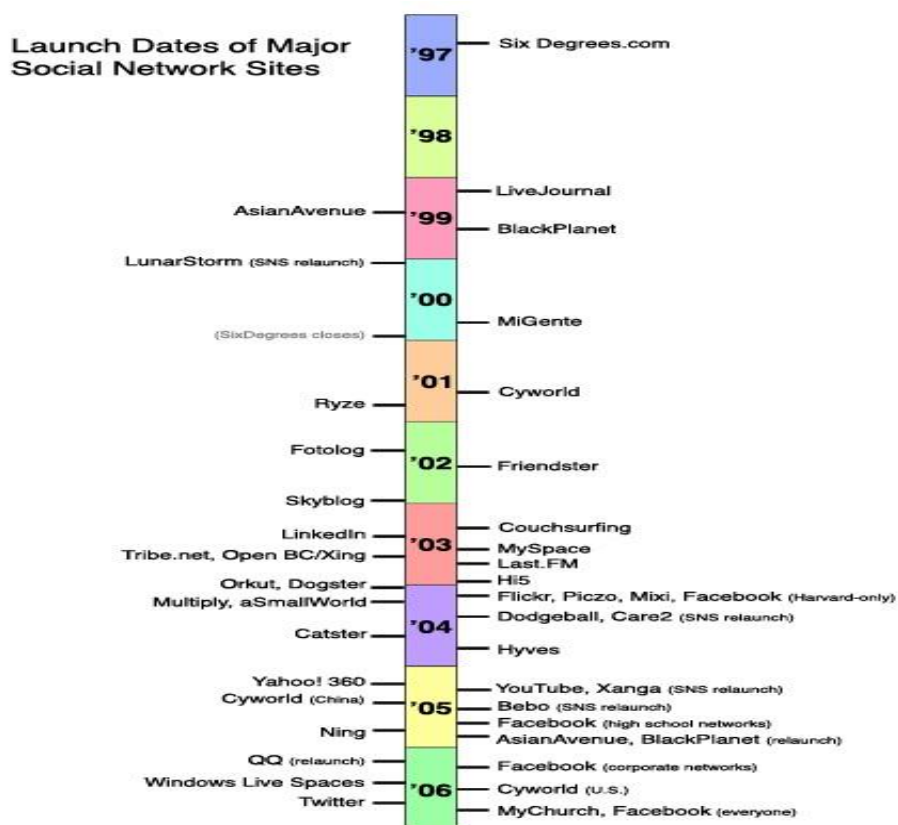 Launch Dates of Major
Social Network Sites
'97
Six Degrees.com
'98
LiveJournal
AsianAvenue
'99
BlackPlanet
LunarStorm (SNS relaunch)
'00
MiGente
(SixDegrees closes)
'01
Cyworld
Ryze
Fotolog
'02
Friendster
Skyblog
Couchsurfing
LinkedIn
'03
MySpace
Tribe.net, Open BC/Xing
Last.FM
Hi5
Orkut, Dogster
Flickr, Piczo, Mixi, Facebook (Harvard-only)
Multiply, aSmallWorld
Dodgeball, Care2 (SNS relaunch)
'04
Catster
Hyves
Yahoo! 360
YouTube, Xanga (SNS relaunch)
Cyworld (China)
Bebo (SNS relaunch)
'05
Facebook (high school networks)
Ning
AsianAvenue, BlackPlanet (relaunch)
QQ (relaunch)
Facebook (corporate networks)
Windows Live Spaces
'06
Cyworld (U.S.)
Twitter
MyChurch, Facebook (everyone)